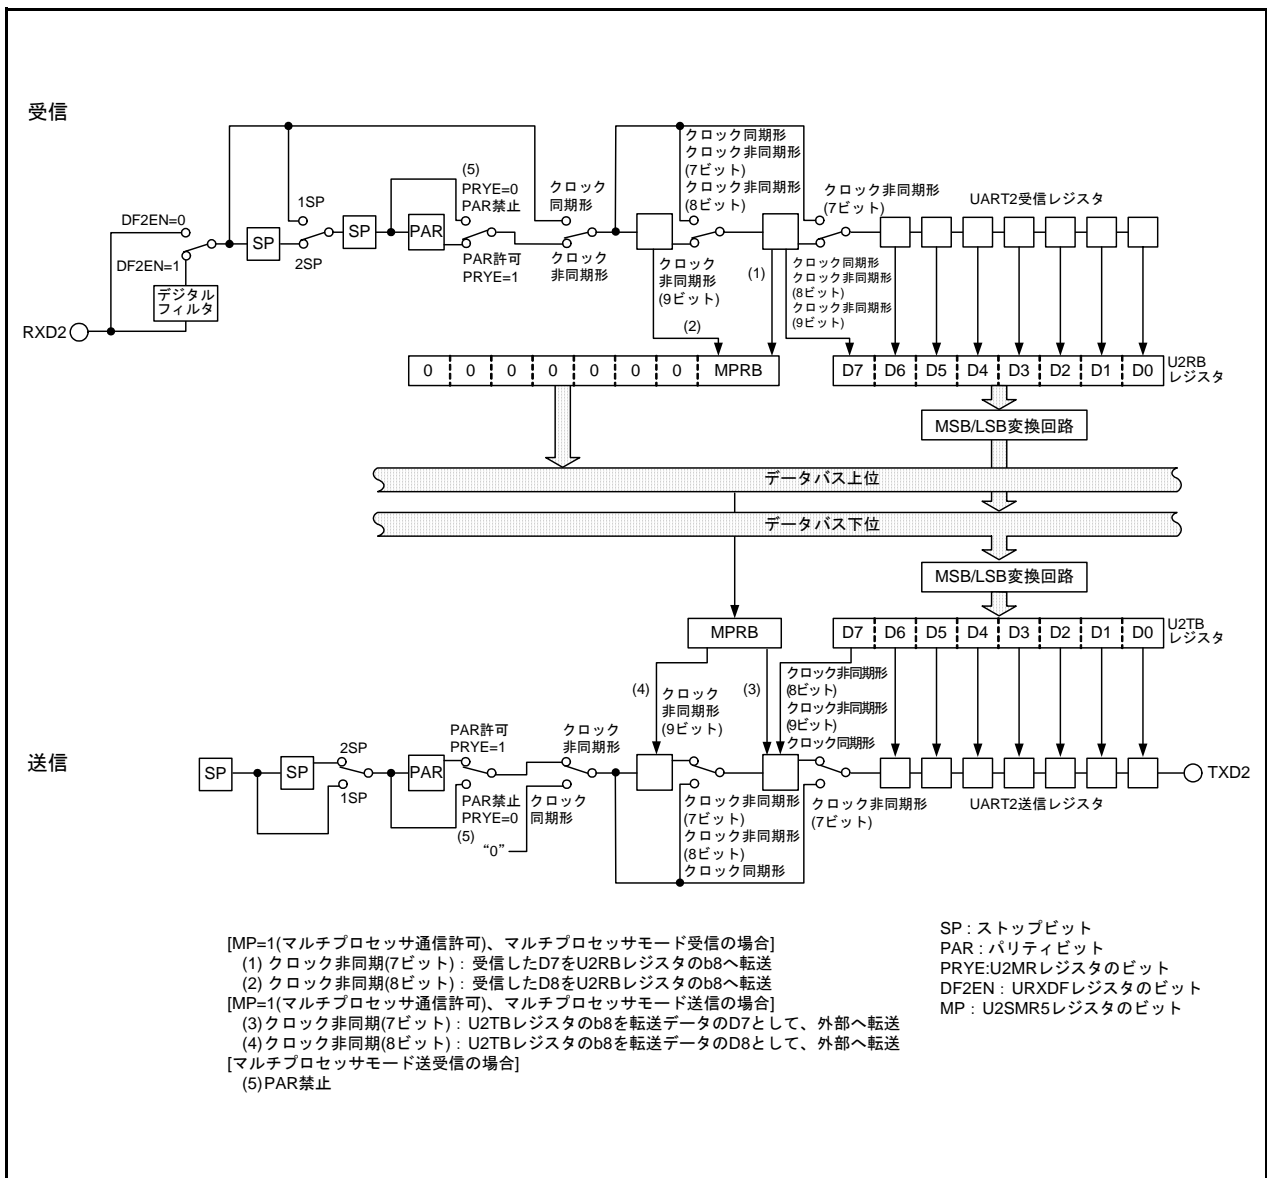 受信
DF2EN=0
DF2EN=1
デジタル
フィルタ
RXD2
SP
1SP
2SP
SP
PAR
(5)
PRYE=0
PAR禁止
PAR許可
PRYE=1
クロック
同期形
クロック
非同期形
クロック同期形
クロック非同期形
(7ビット)
クロック非同期形
(8ビット)
クロック
非同期形
(9ビット)
(2)
(1)
クロック非同期形
(7ビット)
クロック同期形
クロック非同期形
(8ビット)
クロック非同期形
(9ビット)
UART2受信レジスタ
0 0 0 0 0 0 0 MPRB
D7 D6 D5 D4 D3 D2 D1 D0
U2RB
レジスタ
MSB/LSB変換回路
データバス上位
データバス下位
MSB/LSB変換回路
MPRB
D7 D6 D5 D4 D3 D2 D1 D0
U2TB
レジスタ
送信
SP
SP
2SP
1SP
PAR
PAR許可
PRYE=1
PAR禁止
PRYE=0
(5)
クロック
非同期形
クロック
同期形
“0”
(4)
クロック
非同期形
(9ビット)
(3)
クロック非同期形
(8ビット)
クロック非同期形
(9ビット)
クロック同期形
クロック非同期形
(7ビット)
クロック非同期形
(8ビット)
クロック同期形
クロック非同期形
(7ビット)
UART2送信レジスタ
TXD2
[MP=1(マルチプロセッサ通信許可)、マルチプロセッサモード受信の場合]
(1) クロック非同期(7ビット) : 受信したD7をU2RBレジスタのb8へ転送
(2) クロック非同期(8ビット) : 受信したD8をU2RBレジスタのb8へ転送
[MP=1(マルチプロセッサ通信許可)、マルチプロセッサモード送信の場合]
(3)クロック非同期(7ビット) : U2TBレジスタのb8を転送データのD7として、外部へ転送
(4)クロック非同期(8ビット) : U2TBレジスタのb8を転送データのD8として、外部へ転送
[マルチプロセッサモード送受信の場合]
(5)PAR禁止
SP : ストップビット
PAR : パリティビット
PRYE:U2MRレジスタのビット
DF2EN : URXDFレジスタのビット
MP : U2SMR5レジスタのビット